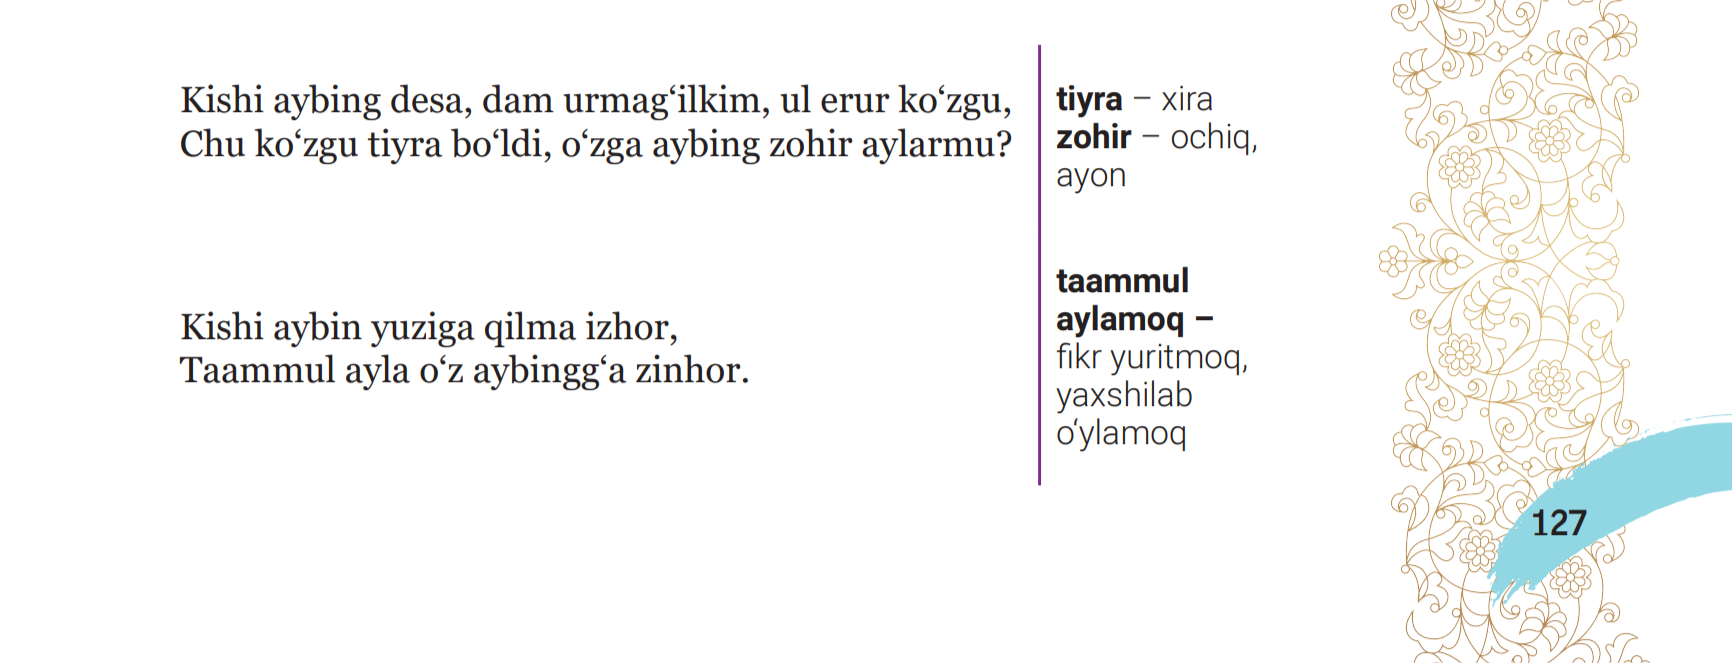 Kishi aybing desa, dam urmag‘ilkim, ul erur ko‘zgu,
Chu ko‘zgu tiyra bo‘ldi, o‘zga aybing zohir aylarmu?
Kishi aybin yuziga qilma izhor,
Taammul ayla o‘z aybingg‘a zinhor.
tiyra – xira
zohir – ochiq,
ayon
taammul
aylamoq –
fikr yuritmoq,
yaxshilab
o‘ylamoq
127